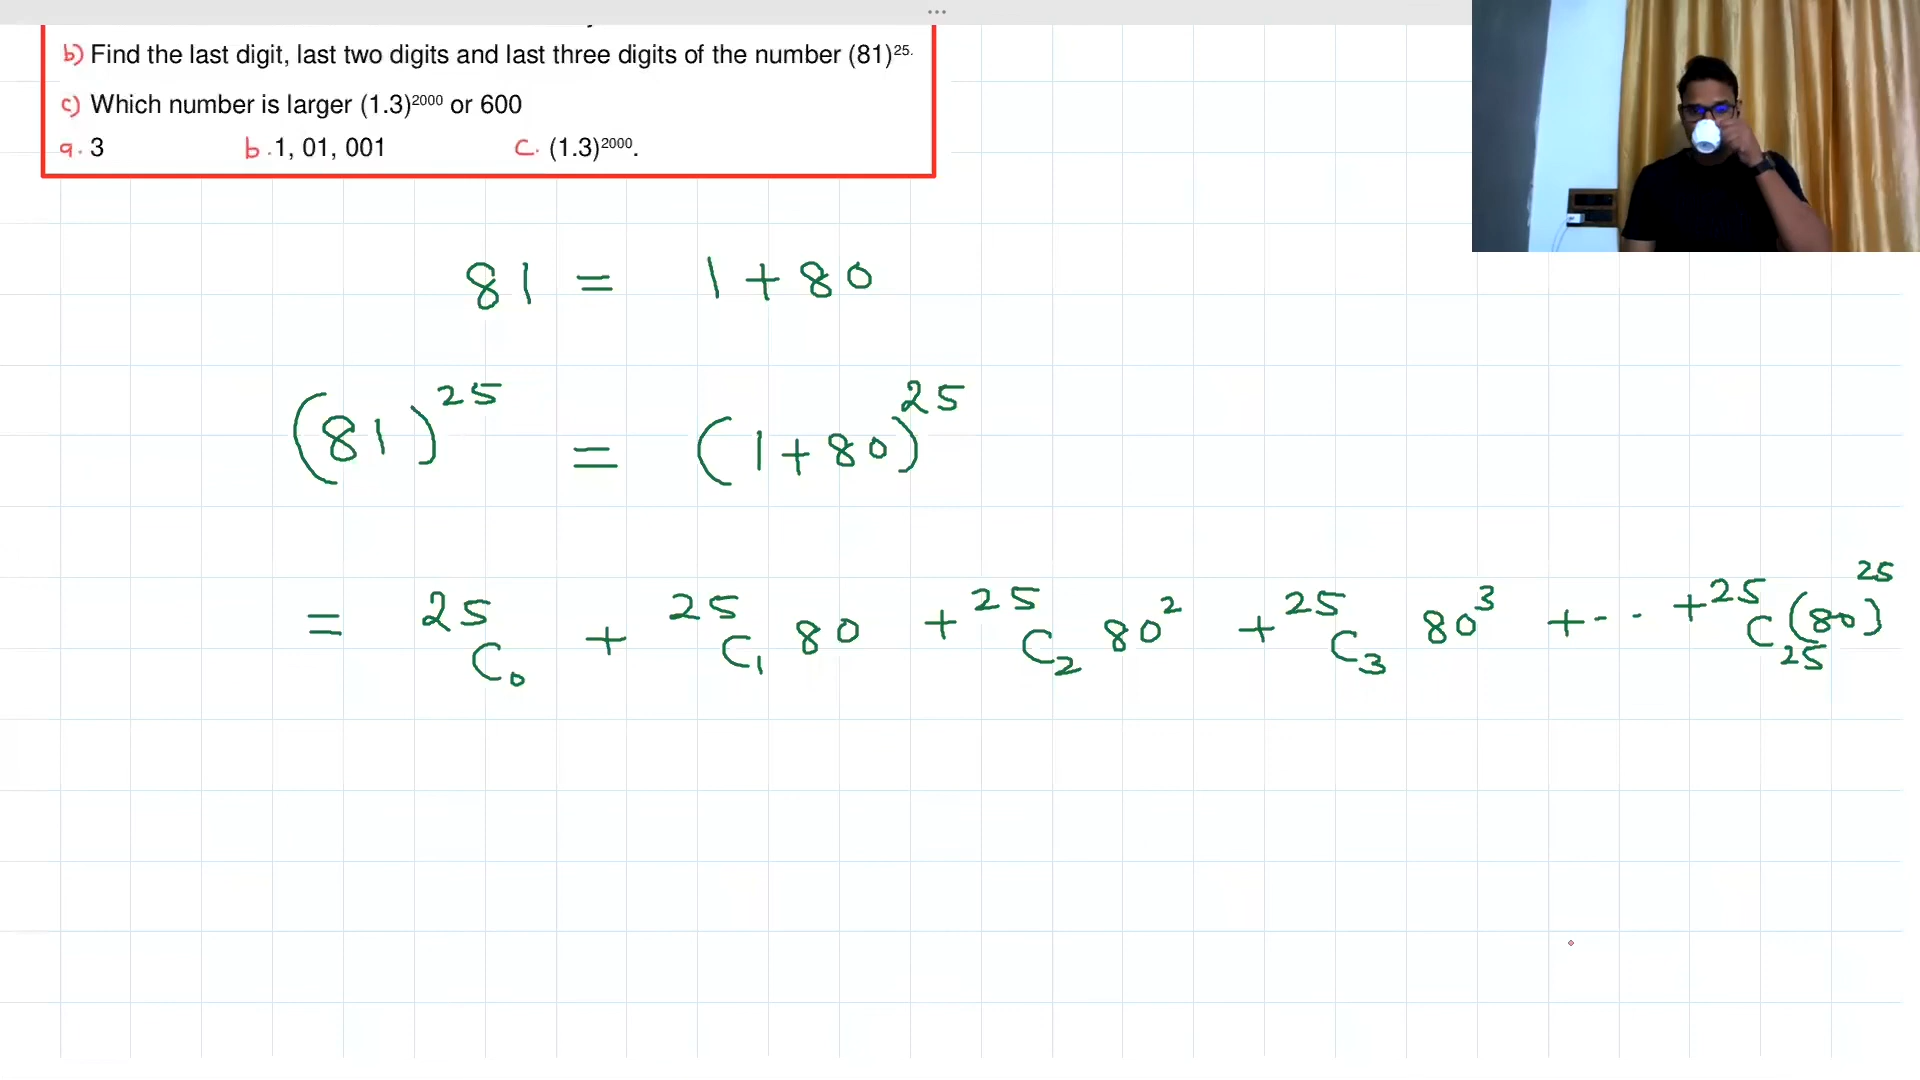 b) Find the last digit, last two digits and last three digits of the number (81)²⁵.
c) Which number is larger (1.3)²⁰⁰⁰ or 600
a. 3 b. 1, 01, 001 c. (1.3)²⁰⁰⁰.
81 = 1 + 80
(81)²⁵ = (1 + 80)²⁵
= ²⁵C₀ + ²⁵C₁ 80 + ²⁵C₂ 80² + ²⁵C₃ 80³ + -- + ²⁵C₂₅ (80)²⁵